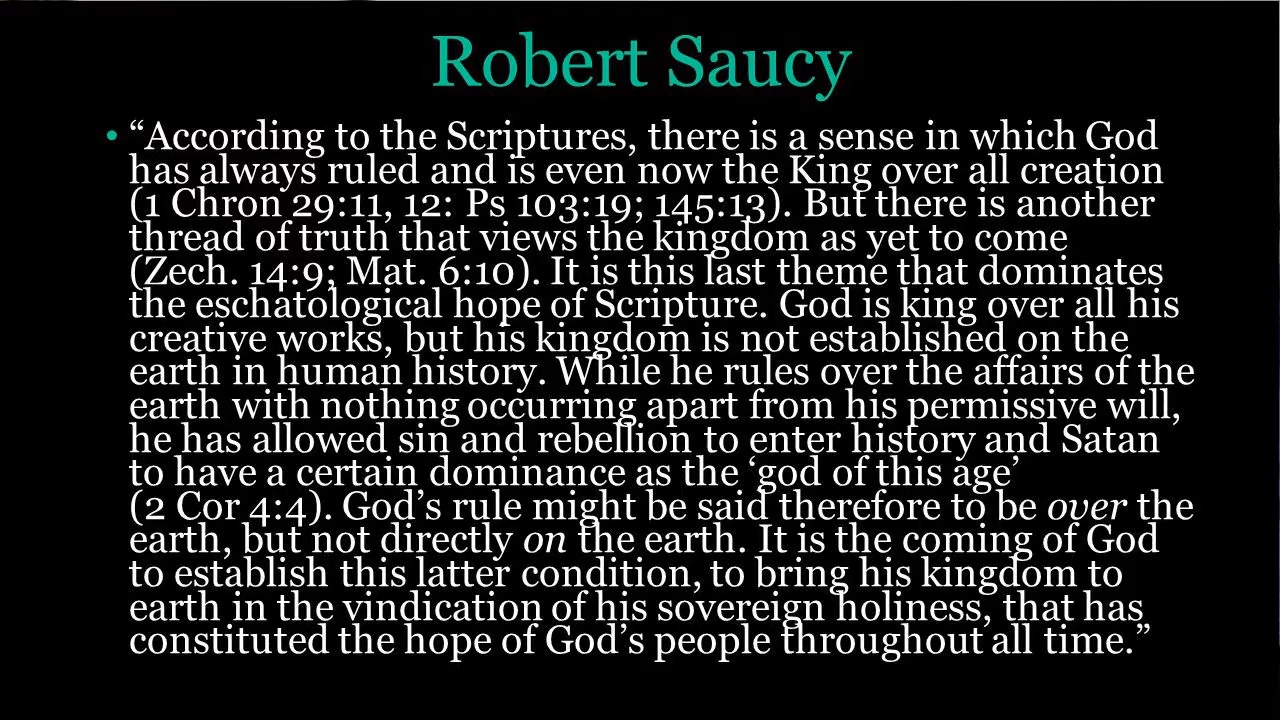 Robert Saucy
• “According to the Scriptures, there is a sense in which God
has always ruled and is even now the King over all creation
(1 Chron 29:11, 12: Ps 103:19; 145:13). But there is another
thread of truth that views the kingdom as yet to come
(Zech. 14:9; Mat. 6:10). It is this last theme that dominates
the eschatological hope of Scripture. God is king over all his
creative works, but his kingdom is not established on the
earth in human history. While he rules over the affairs of the
earth with nothing occurring apart from his permissive will,
he has allowed sin and rebellion to enter history and Satan
to have a certain dominance as the ‘god of this age’
(2 Cor 4:4). God’s rule might be said therefore to be over the
earth, but not directly on the earth. It is the coming of God
to establish this latter condition, to bring his kingdom to
earth in the vindication of his sovereign holiness, that has
constituted the hope of God’s people throughout all time.”